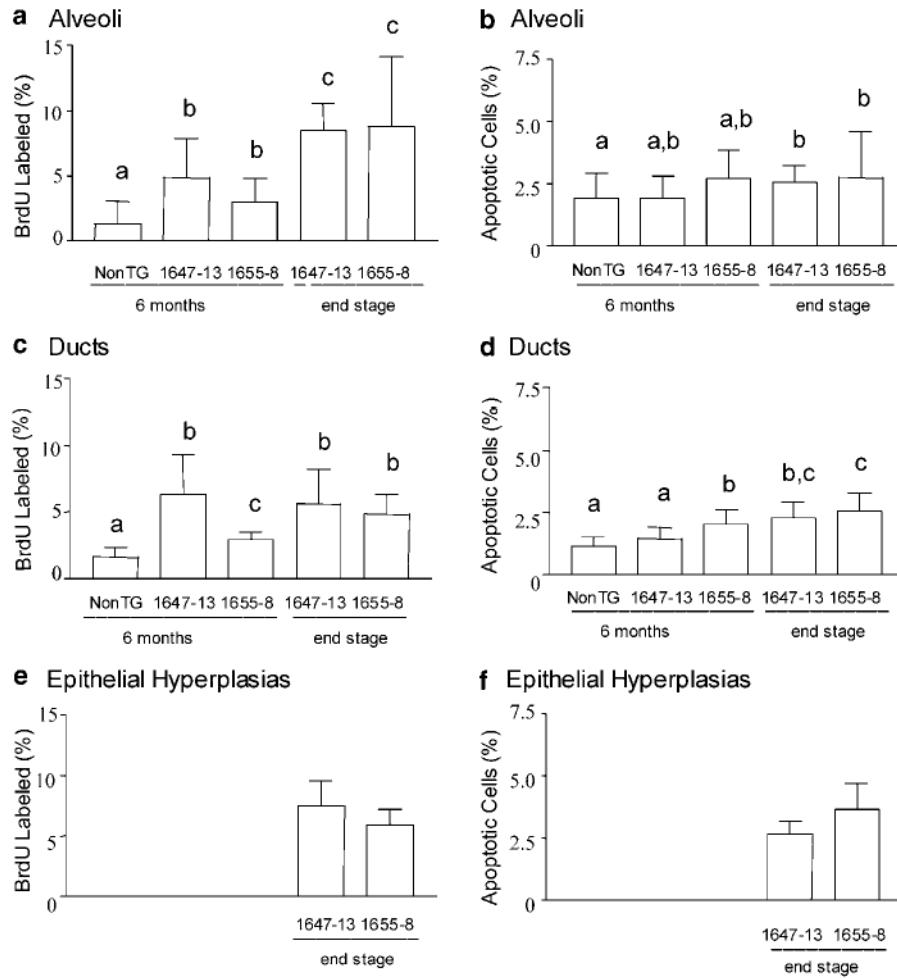 a Alveoli
BrdU Labeled (%)
15
10
5
0
a
b
b
c
c
NonTG 1647-13 1655-8 1647-13 1655-8
6 months end stage
b Alveoli
Apoptotic Cells (%)
7.5
5.0
2.5
0
a
a,b
a,b
b
b
NonTG 1647-13 1655-8 1647-13 1655-8
6 months end stage
c Ducts
BrdU Labeled (%)
15
10
5
0
a
b
c
b
b
NonTG 1647-13 1655-8 1647-13 1655-8
6 months end stage
d Ducts
Apoptotic Cells (%)
7.5
5.0
2.5
0
a
a
b
b,c
c
NonTG 1647-13 1655-8 1647-13 1655-8
6 months end stage
e Epithelial Hyperplasias
BrdU Labeled (%)
15
10
5
0
1647-13 1655-8
end stage
f Epithelial Hyperplasias
Apoptotic Cells (%)
7.5
5.0
2.5
0
1647-13 1655-8
end stage